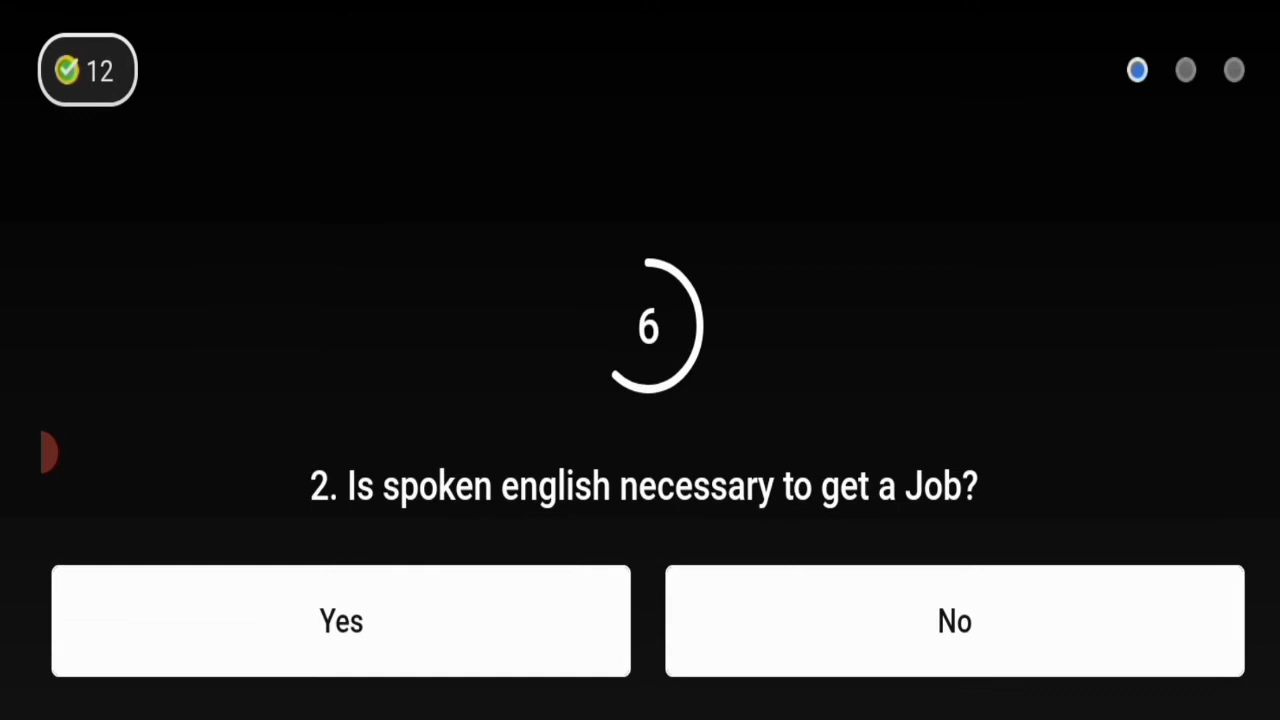 12
6
2. Is spoken english necessary to get a Job?
Yes
No